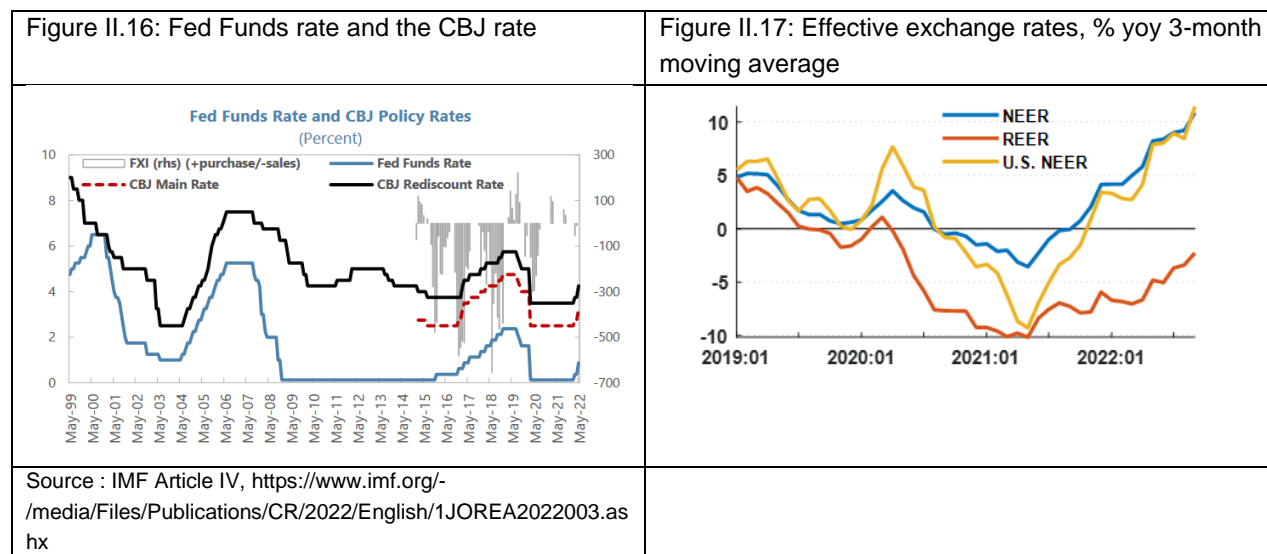 Figure II.16: Fed Funds rate and the CBJ rate
Figure II.17: Effective exchange rates, % yoy 3-month
moving average
Fed Funds Rate and CBJ Policy Rates
(Percent)
10
8
6
4
2
0
300
100
-100
-300
-500
-700
FXI (rhs) (+purchase/-sales)
Fed Funds Rate
CBJ Main Rate
CBJ Rediscount Rate
May-99
May-00
May-01
May-02
May-03
May-04
May-05
May-06
May-07
May-08
May-09
May-10
May-11
May-12
May-13
May-14
May-15
May-16
May-17
May-18
May-19
May-20
May-21
May-22
10
5
0
-5
-10
NEER
REER
U.S. NEER
2019:01
2020:01
2021:01
2022:01
Source : IMF Article IV, https://www.imf.org/-
/media/Files/Publications/CR/2022/English/1JOREA2022003.as
hx